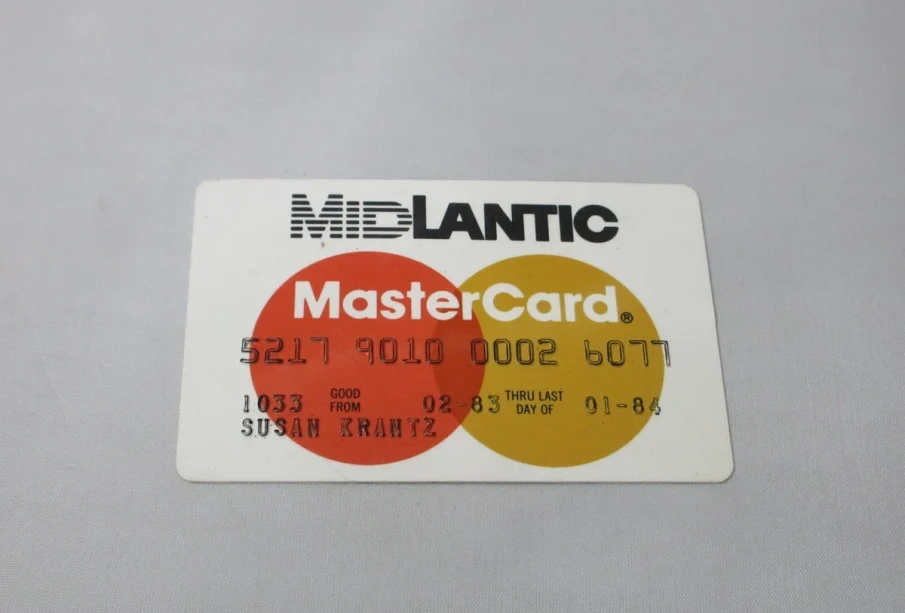 MIDLANTIC
MasterCard®
5217 9010 0002 6077
1033 GOOD FROM 02-83 THRU LAST DAY OF 01-84
SUSAN KRANTZ